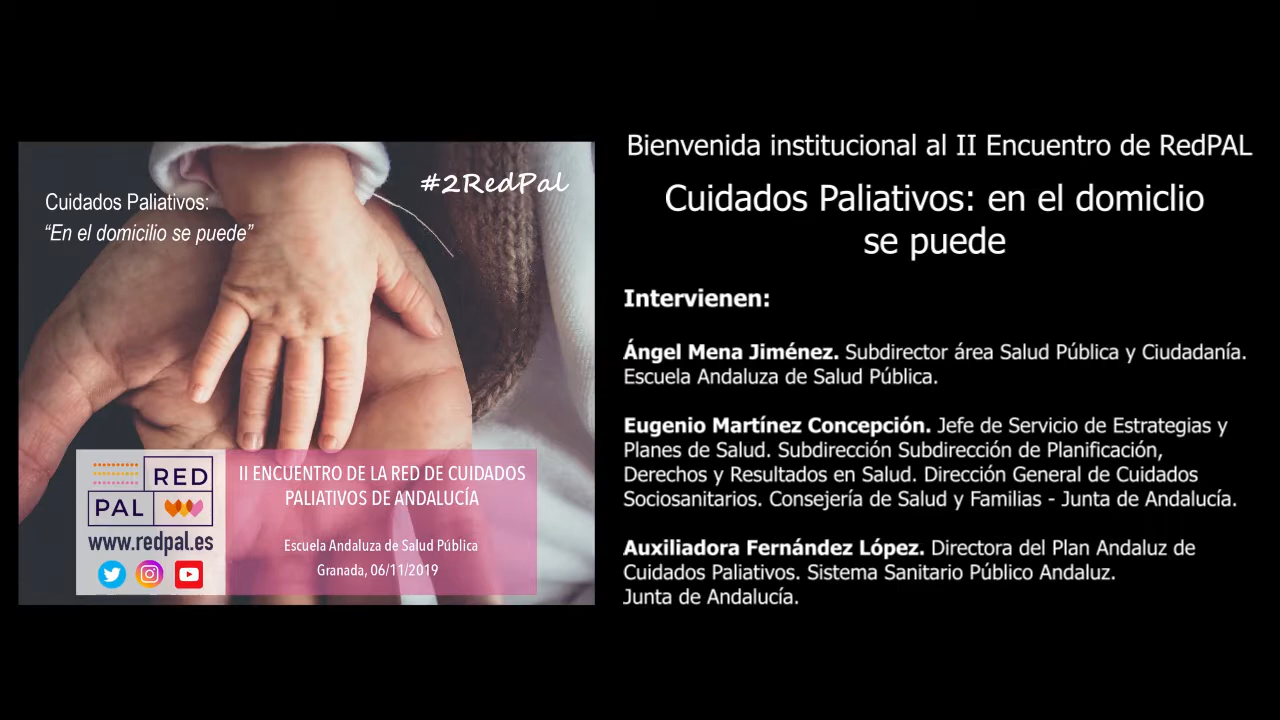 #2RedPal
Cuidados Paliativos:
“En el domicilio se puede”
RED
PAL
www.redpal.es
II ENCUENTRO DE LA RED DE CUIDADOS
PALIATIVOS DE ANDALUCÍA
Escuela Andaluza de Salud Pública
Granada, 06/11/2019
Bienvenida institucional al II Encuentro de RedPAL
Cuidados Paliativos: en el domiclio
se puede
Intervienen:
Ángel Mena Jiménez. Subdirector área Salud Pública y Ciudadanía.
Escuela Andaluza de Salud Pública.
Eugenio Martínez Concepción. Jefe de Servicio de Estrategias y
Planes de Salud. Subdirección Subdirección de Planificación,
Derechos y Resultados en Salud. Dirección General de Cuidados
Sociosanitarios. Consejería de Salud y Familias - Junta de Andalucía.
Auxiliadora Fernández López. Directora del Plan Andaluz de
Cuidados Paliativos. Sistema Sanitario Público Andaluz.
Junta de Andalucía.